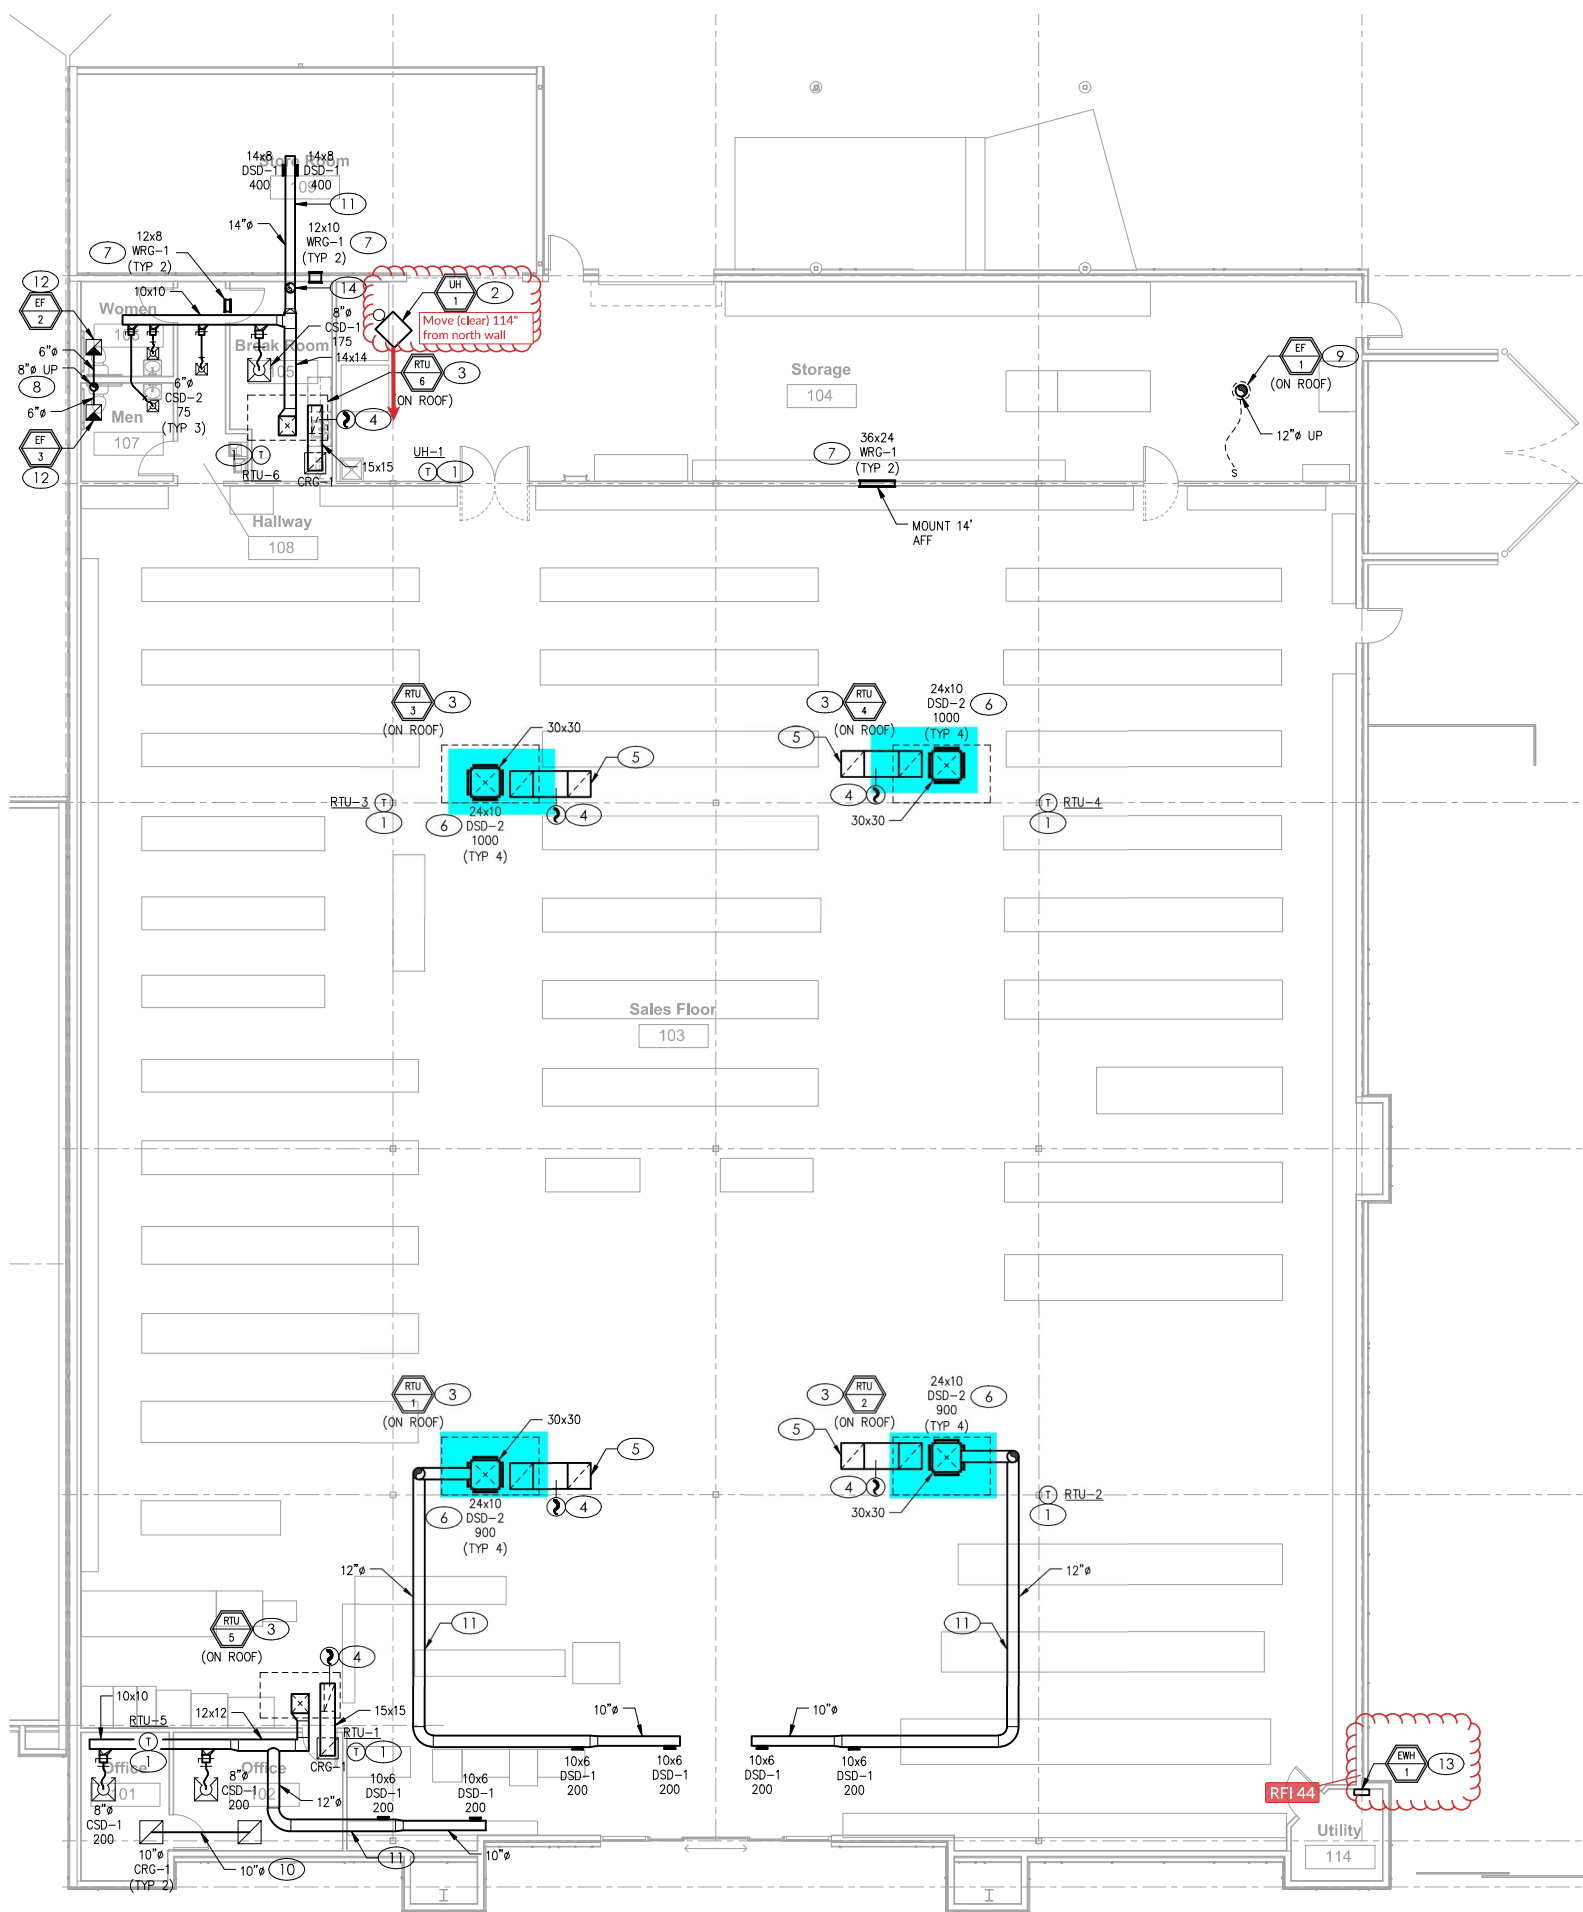 14x8
DSD-1
400
14x8
DSD-1
400
Store Room
109
11
14"ø
7
12x8
WRG-1
(TYP 2)
12x10
WRG-1
(TYP 2)
7
12
EF
2
10x10
Women
106
14
UH
1
2
Move (clear) 114"
from north wall
8"ø
CSD-1
175
Break Room
105
14x14
6"ø
8"ø UP
8
6"ø
EF
3
12
Men
107
6"ø
CSD-2
75
(TYP 3)
RTU
6
3
(ON ROOF)
4
1
T
RTU-6
15x15
CRG-1
UH-1
T
1
Storage
104
36x24
7
WRG-1
(TYP 2)
MOUNT 14'
AFF
EF
1
9
(ON ROOF)
12"ø UP
S
Hallway
108
RTU
3
3
(ON ROOF)
30x30
5
RTU-3
T
1
6
24x10
DSD-2
1000
(TYP 4)
4
3
RTU
4
(ON ROOF)
24x10
DSD-2
1000
(TYP 4)
6
5
4
30x30
T
RTU-4
1
Sales Floor
103
RTU
1
3
(ON ROOF)
30x30
5
6
24x10
DSD-2
900
(TYP 4)
4
3
RTU
2
(ON ROOF)
24x10
DSD-2
900
(TYP 4)
6
5
4
30x30
T
RTU-2
1
12"ø
11
12"ø
11
RTU
5
3
(ON ROOF)
4
10x10
RTU-5
T
1
12x12
15x15
RTU-1
T
1
CRG-1
10"ø
10x6
DSD-1
200
10x6
DSD-1
200
10"ø
10x6
DSD-1
200
10x6
DSD-1
200
Office
101
Office
102
8"ø
CSD-1
200
8"ø
CSD-1
200
12"ø
10x6
DSD-1
200
10x6
DSD-1
200
10"ø
CRG-1
(TYP 2)
10"ø
10
11
10"ø
EWH
1
13
RFI 44
Utility
114